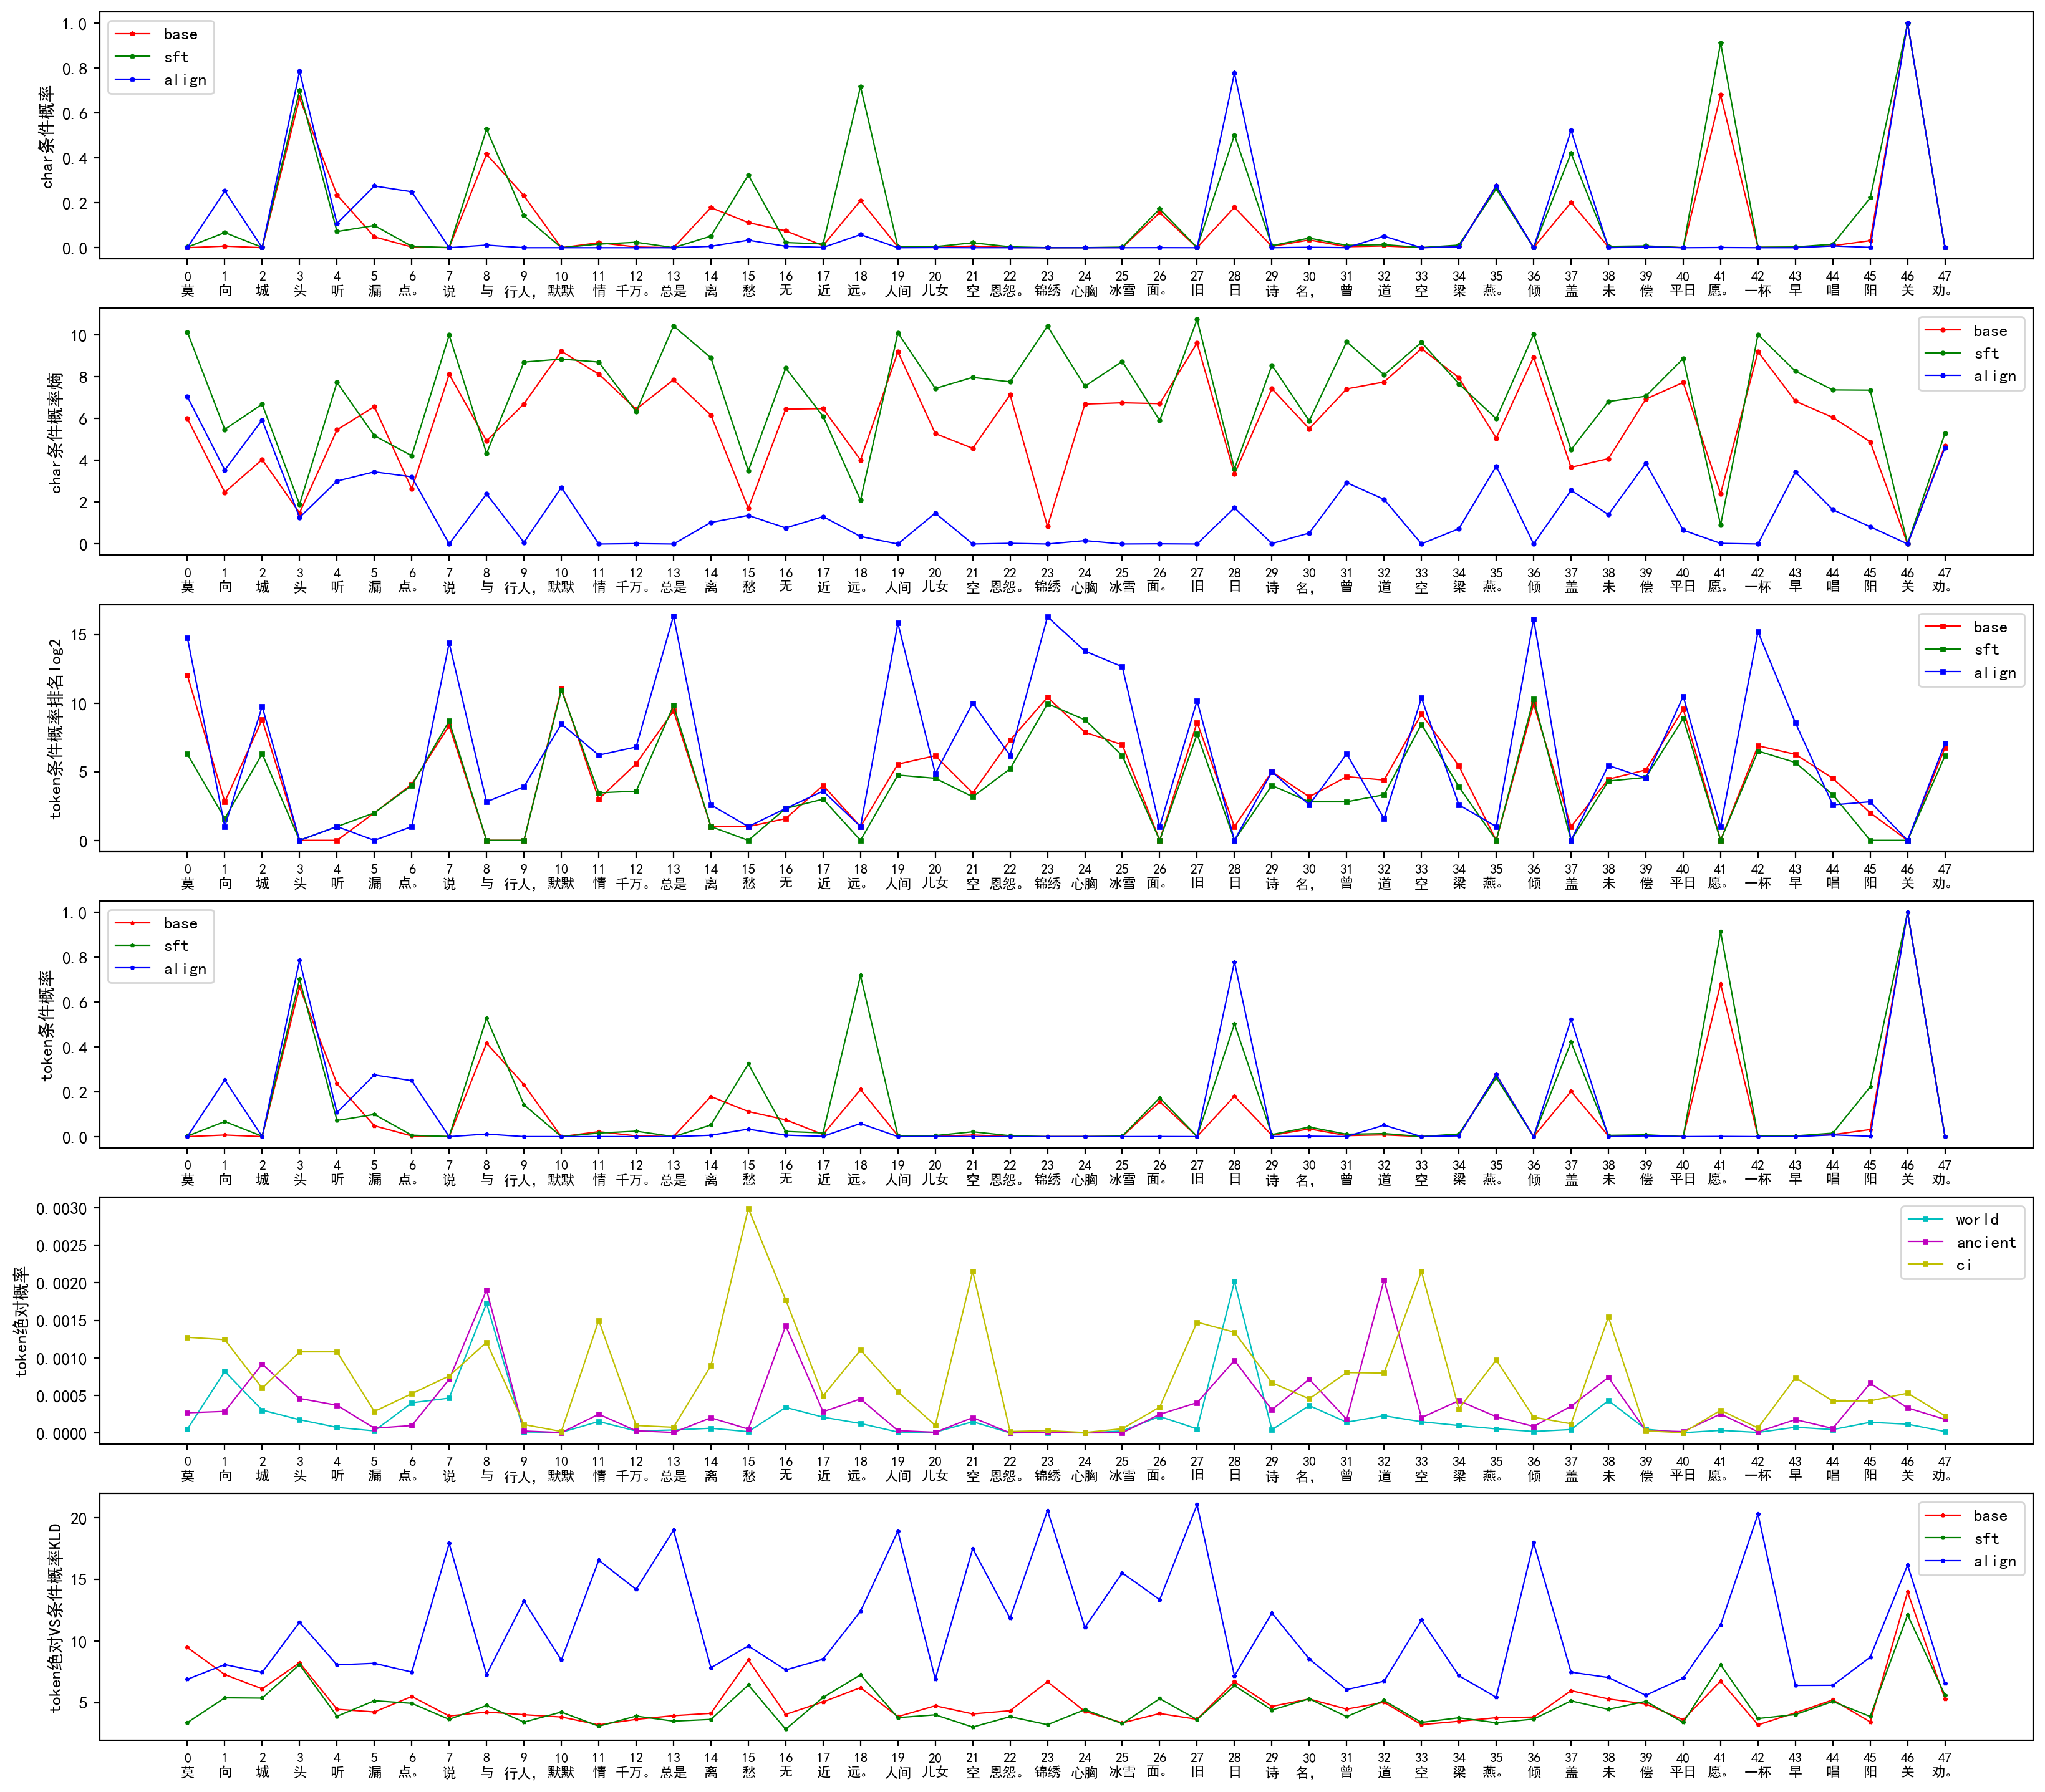 char条件概率
1.0
0.8
0.6
0.4
0.2
0.0
base
sft
align
0 1 2 3 4 5 6 7 8 9 10 11 12 13 14 15 16 17 18 19 20 21 22 23 24 25 26 27 28 29 30 31 32 33 34 35 36 37 38 39 40 41 42 43 44 45 46 47
莫 向 城 头 听 漏 点。 说 与 行人, 默默 情 千万。 总是 离 愁 无 近 远。 人间 儿女 空 恩怨。 锦绣 心胸 冰雪 面。 旧 日 诗 名, 曾 道 空 梁 燕。 倾 盖 未 偿 平日 愿。 一杯 早 唱 阳 关 劝。
char条件概率熵
10
8
6
4
2
0
base
sft
align
0 1 2 3 4 5 6 7 8 9 10 11 12 13 14 15 16 17 18 19 20 21 22 23 24 25 26 27 28 29 30 31 32 33 34 35 36 37 38 39 40 41 42 43 44 45 46 47
莫 向 城 头 听 漏 点。 说 与 行人, 默默 情 千万。 总是 离 愁 无 近 远。 人间 儿女 空 恩怨。 锦绣 心胸 冰雪 面。 旧 日 诗 名, 曾 道 空 梁 燕。 倾 盖 未 偿 平日 愿。 一杯 早 唱 阳 关 劝。
token条件概率排名log2
15
10
5
0
base
sft
align
0 1 2 3 4 5 6 7 8 9 10 11 12 13 14 15 16 17 18 19 20 21 22 23 24 25 26 27 28 29 30 31 32 33 34 35 36 37 38 39 40 41 42 43 44 45 46 47
莫 向 城 头 听 漏 点。 说 与 行人, 默默 情 千万。 总是 离 愁 无 近 远。 人间 儿女 空 恩怨。 锦绣 心胸 冰雪 面。 旧 日 诗 名, 曾 道 空 梁 燕。 倾 盖 未 偿 平日 愿。 一杯 早 唱 阳 关 劝。
token条件概率
1.0
0.8
0.6
0.4
0.2
0.0
base
sft
align
0 1 2 3 4 5 6 7 8 9 10 11 12 13 14 15 16 17 18 19 20 21 22 23 24 25 26 27 28 29 30 31 32 33 34 35 36 37 38 39 40 41 42 43 44 45 46 47
莫 向 城 头 听 漏 点。 说 与 行人, 默默 情 千万。 总是 离 愁 无 近 远。 人间 儿女 空 恩怨。 锦绣 心胸 冰雪 面。 旧 日 诗 名, 曾 道 空 梁 燕。 倾 盖 未 偿 平日 愿。 一杯 早 唱 阳 关 劝。
token绝对概率
0.0030
0.0025
0.0020
0.0015
0.0010
0.0005
0.0000
world
ancient
ci
0 1 2 3 4 5 6 7 8 9 10 11 12 13 14 15 16 17 18 19 20 21 22 23 24 25 26 27 28 29 30 31 32 33 34 35 36 37 38 39 40 41 42 43 44 45 46 47
莫 向 城 头 听 漏 点。 说 与 行人, 默默 情 千万。 总是 离 愁 无 近 远。 人间 儿女 空 恩怨。 锦绣 心胸 冰雪 面。 旧 日 诗 名, 曾 道 空 梁 燕。 倾 盖 未 偿 平日 愿。 一杯 早 唱 阳 关 劝。
token绝对VS条件概率KLD
20
15
10
5
base
sft
align
0 1 2 3 4 5 6 7 8 9 10 11 12 13 14 15 16 17 18 19 20 21 22 23 24 25 26 27 28 29 30 31 32 33 34 35 36 37 38 39 40 41 42 43 44 45 46 47
莫 向 城 头 听 漏 点。 说 与 行人, 默默 情 千万。 总是 离 愁 无 近 远。 人间 儿女 空 恩怨。 锦绣 心胸 冰雪 面。 旧 日 诗 名, 曾 道 空 梁 燕。 倾 盖 未 偿 平日 愿。 一杯 早 唱 阳 关 劝。